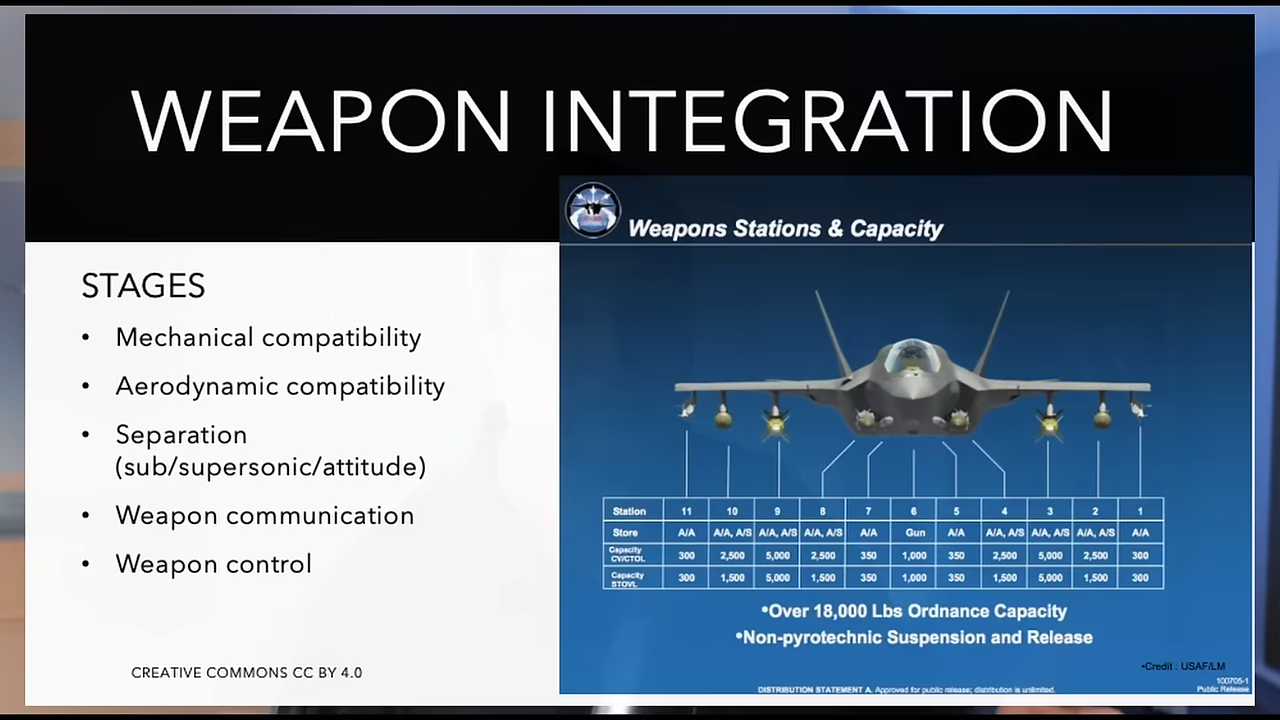 WEAPON INTEGRATION
Weapons Stations & Capacity
STAGES
• Mechanical compatibility
• Aerodynamic compatibility
• Separation
(sub/supersonic/attitude)
• Weapon communication
• Weapon control
CREATIVE COMMONS CC BY 4.0
Station 11 10 9 8 7 6 5 4 3 2 1
Store A/A A/A, A/S A/A, A/S A/A, A/S A/A Gun A/A A/A, A/S A/A, A/S A/A, A/S A/A
Capacity
CV/CTOL 300 2,500 5,000 2,500 350 1,000 350 2,500 5,000 2,500 300
Capacity
STOVL 300 1,500 5,000 1,500 350 1,000 350 1,500 5,000 1,500 300
•Over 18,000 Lbs Ordnance Capacity
•Non-pyrotechnic Suspension and Release
•Credit : USAF/LM
100705-1
Public Release
DISTRIBUTION STATEMENT A. Approved for public release; distribution is unlimited.